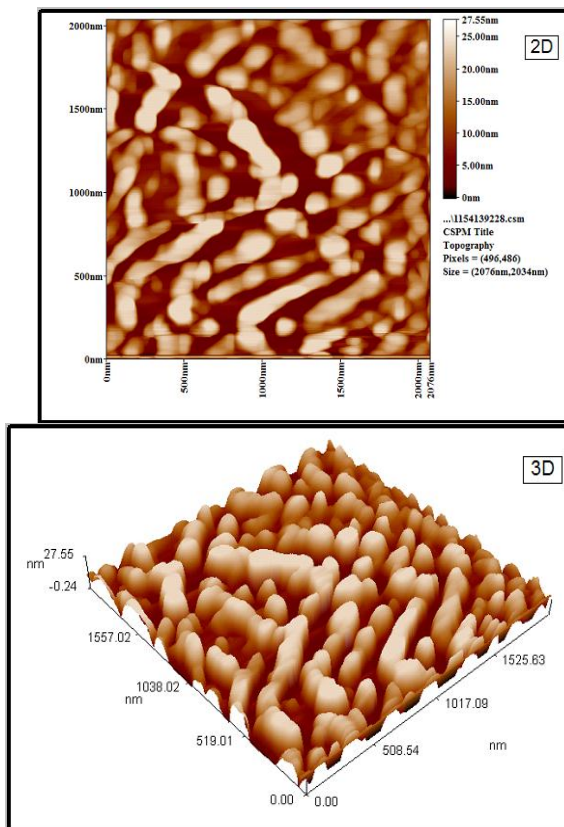 2D
2000nm
1500nm
1000nm
500nm
0nm
0nm
500nm
1000nm
1500nm
2000nm
2076nm
27.55nm
25.00nm
20.00nm
15.00nm
10.00nm
5.00nm
0nm
...\1154139228.csm
CSPM Title
Topography
Pixels = (496,486)
Size = (2076nm,2034nm)
3D
27.55
nm
-0.24
1557.02
1038.02
nm
519.01
0.00
0.00
508.54
1017.09
1525.63
nm